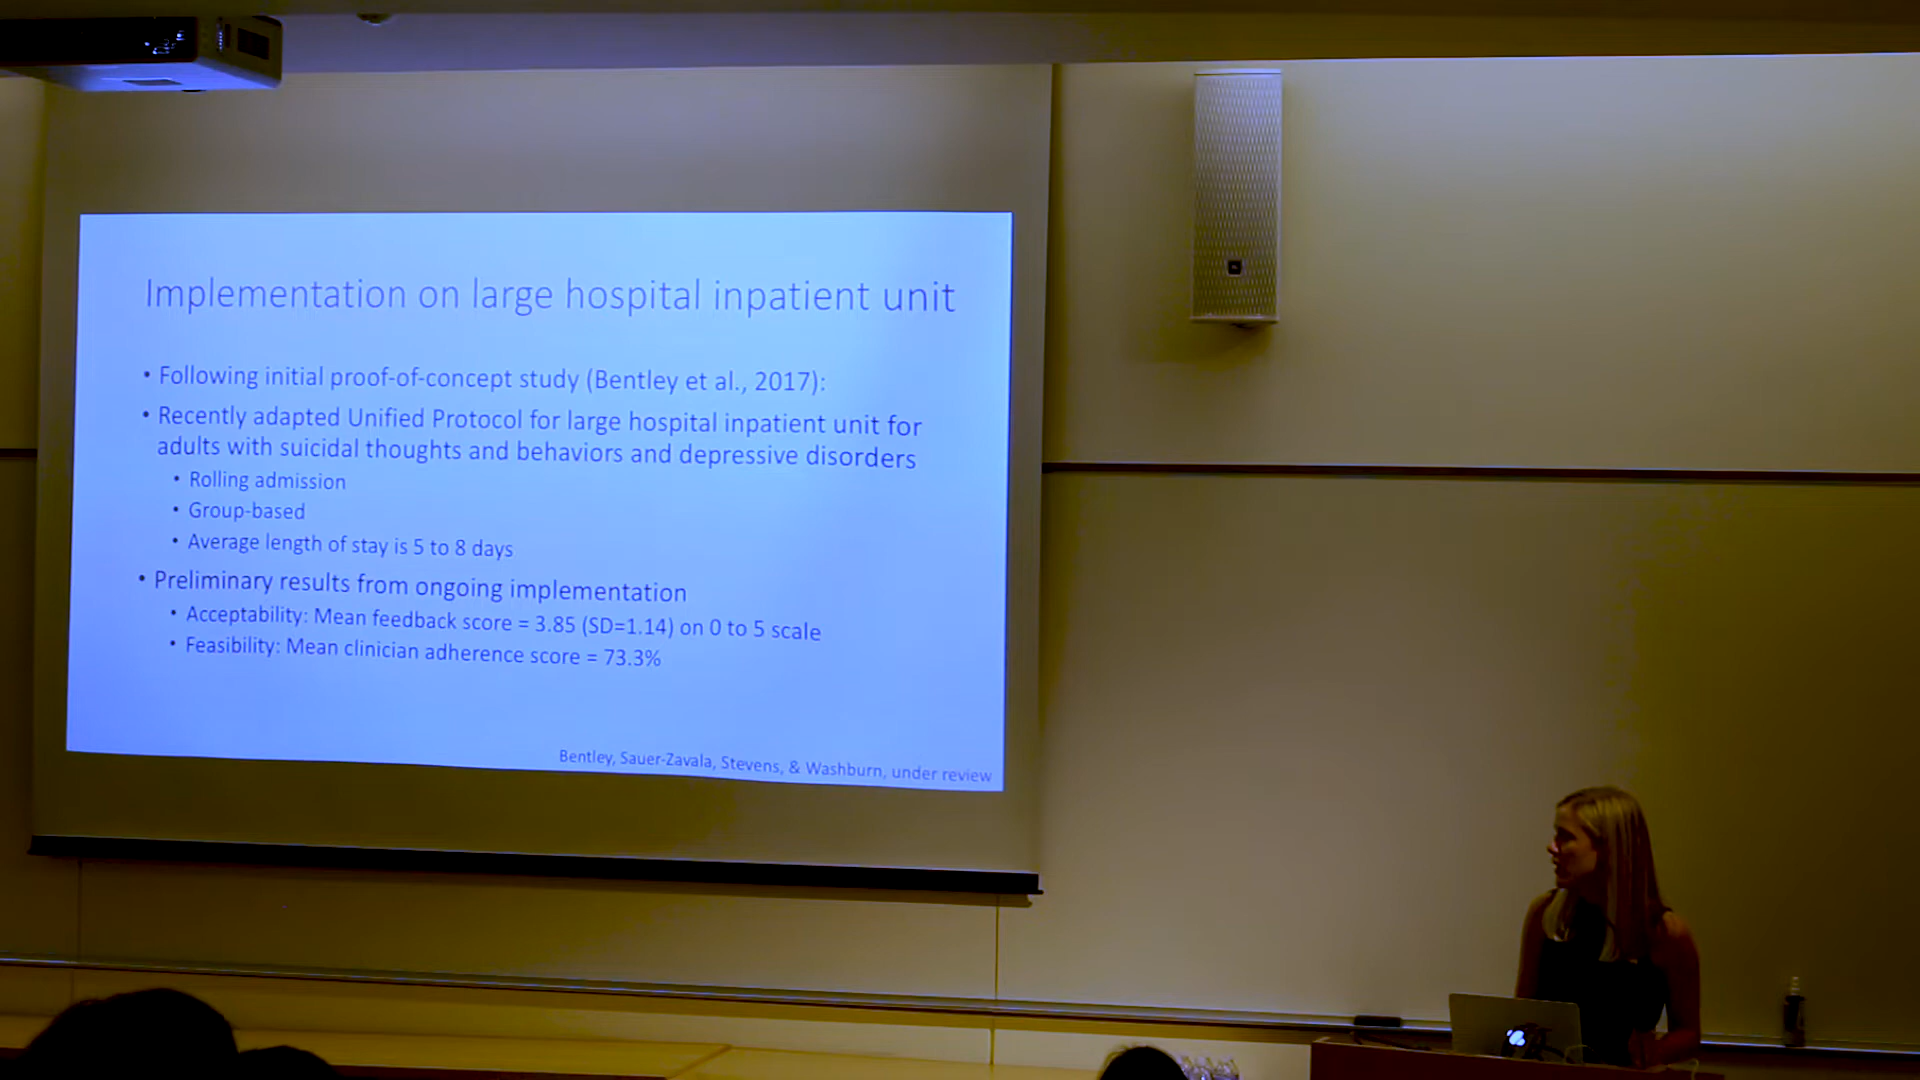 Implementation on large hospital inpatient unit
• Following initial proof-of-concept study (Bentley et al., 2017):
• Recently adapted Unified Protocol for large hospital inpatient unit for
adults with suicidal thoughts and behaviors and depressive disorders
• Rolling admission
• Group-based
• Average length of stay is 5 to 8 days
• Preliminary results from ongoing implementation
• Acceptability: Mean feedback score = 3.85 (SD=1.14) on 0 to 5 scale
• Feasibility: Mean clinician adherence score = 73.3%
Bentley, Sauer-Zavala, Stevens, & Washburn, under review